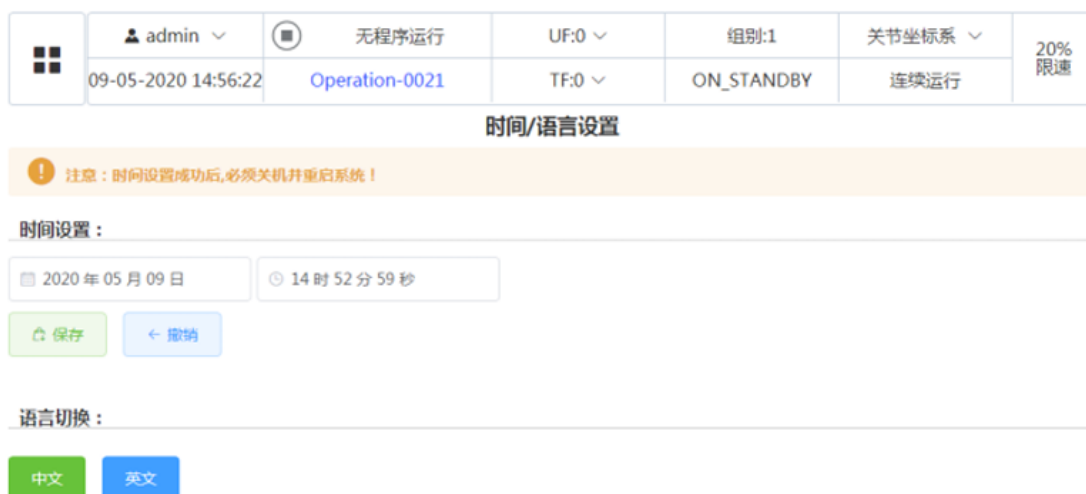 admin 无程序运行 UF:0 组别:1 关节坐标系 20%
限速
09-05-2020 14:56:22 Operation-0021 TF:0 ON_STANDBY 连续运行
时间/语言设置
注意：时间设置成功后,必须关机并重启系统！
时间设置：
2020 年 05 月 09 日 14 时 52 分 59 秒
保存 撤销
语言切换：
中文 英文